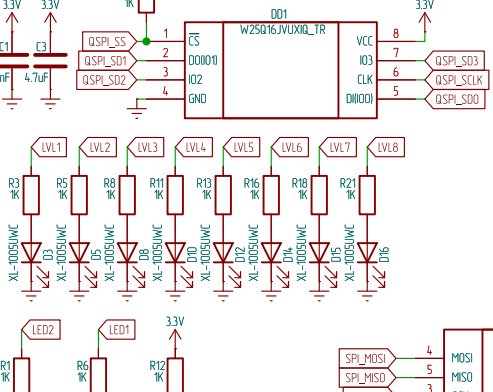 3.3V 3.3V 1K DD1 3.3V
W25Q16JVUXIQ_TR
C1 C3 QSPI_SS 1 CS VCC 8
QSPI_SD1 2 DO(IO1) IO3 7 QSPI_SD3
nF 4.7uF QSPI_SD2 3 IO2 CLK 6 QSPI_SCLK
4 GND DI(IO0) 5 QSPI_SD0
LVL1 LVL2 LVL3 LVL4 LVL5 LVL6 LVL7 LVL8
R3 R5 R8 R11 R13 R16 R18 R21
1K 1K 1K 1K 1K 1K 1K 1K
XL-1005UWC XL-1005UWC XL-1005UWC XL-1005UWC XL-1005UWC XL-1005UWC XL-1005UWC XL-1005UWC
D3 D5 D8 D10 D12 D14 D15 D16
LED2 LED1 3.3V
R1 R6 R12 SPI_MOSI 4 MOSI
1K 1K 1K SPI_MISO 5 MISO
3